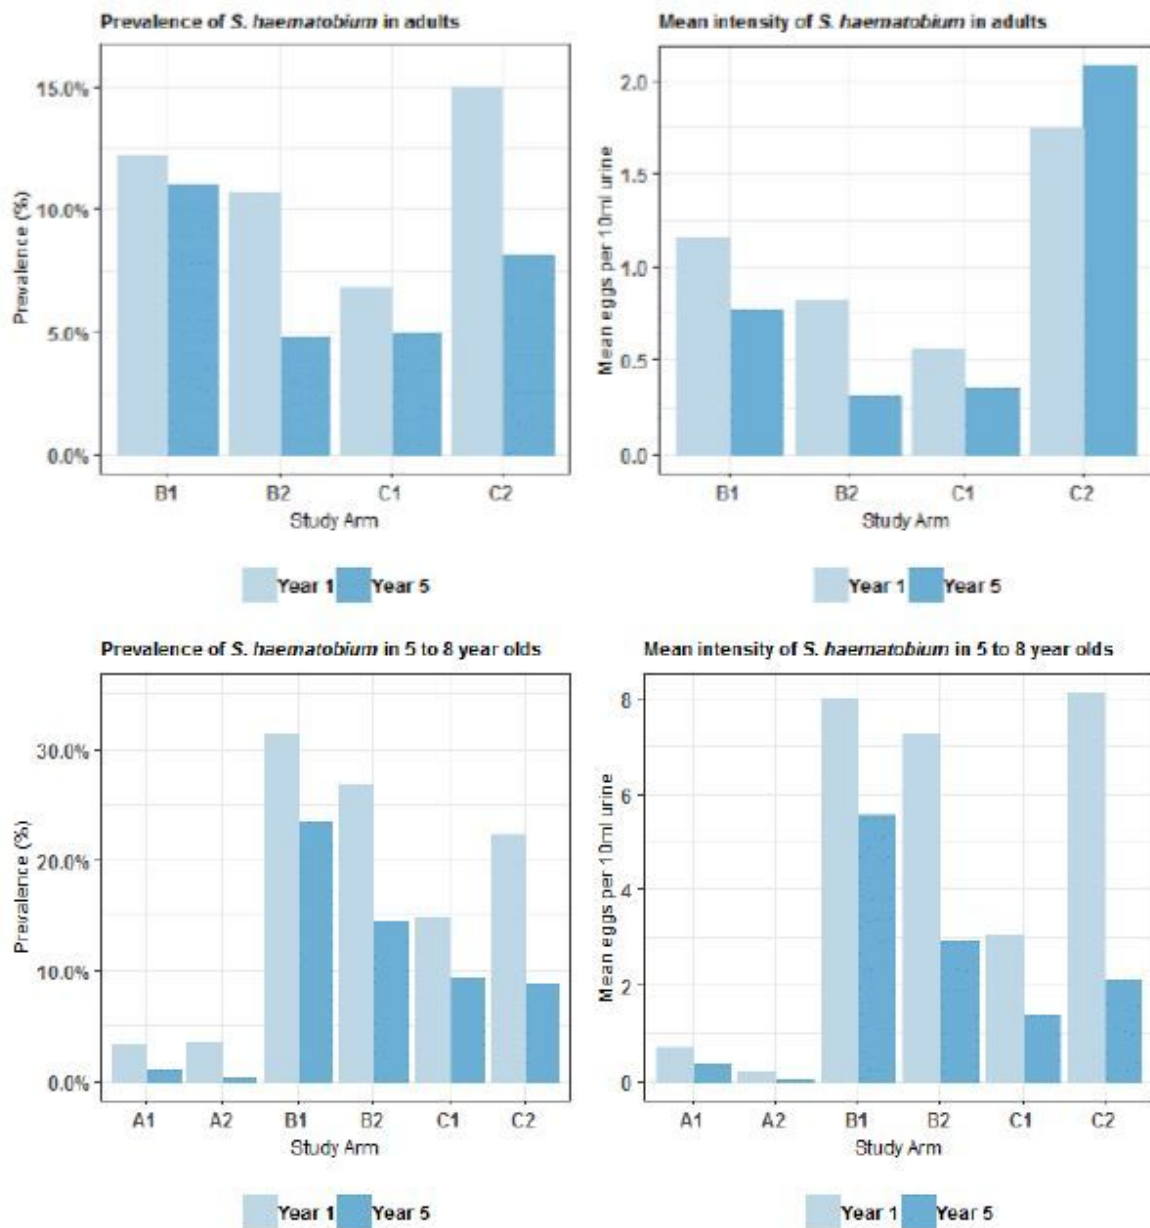 Prevalence of S. haematobium in adults
Prevalence (%)
15.0%
10.0%
5.0%
0.0%
B1 B2 C1 C2
Study Arm
Year 1 Year 5
Mean intensity of S. haematobium in adults
Mean eggs per 10ml urine
2.0
1.5
1.0
0.5
0.0
B1 B2 C1 C2
Study Arm
Year 1 Year 5
Prevalence of S. haematobium in 5 to 8 year olds
Prevalence (%)
30.0%
20.0%
10.0%
0.0%
A1 A2 B1 B2 C1 C2
Study Arm
Year 1 Year 5
Mean intensity of S. haematobium in 5 to 8 year olds
Mean eggs per 10ml urine
8
6
4
2
0
A1 A2 B1 B2 C1 C2
Study Arm
Year 1 Year 5